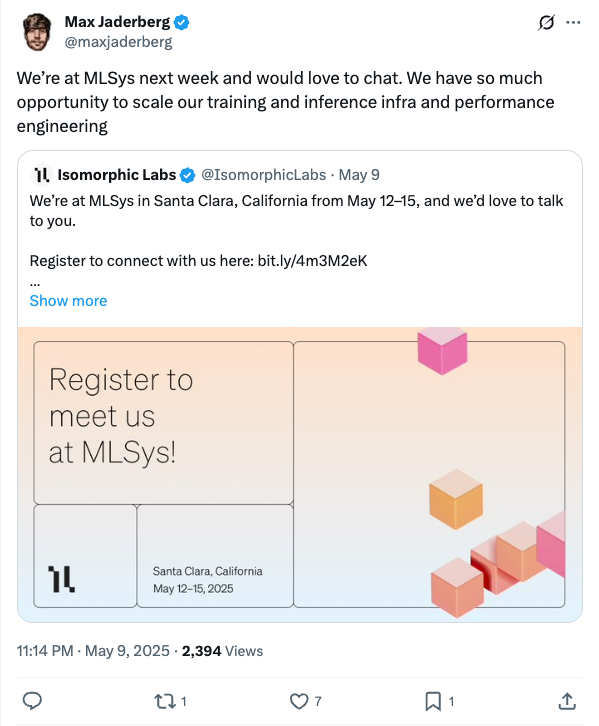 Max Jaderberg
@maxjaderberg
We’re at MLSys next week and would love to chat. We have so much
opportunity to scale our training and inference infra and performance
engineering
Isomorphic Labs @IsomorphicLabs · May 9
We’re at MLSys in Santa Clara, California from May 12–15, and we’d love to talk
to you.
Register to connect with us here: bit.ly/4m3M2eK
...
Show more
Register to
meet us
at MLSys!
Santa Clara, California
May 12–15, 2025
11:14 PM · May 9, 2025 · 2,394 Views
1 7 1